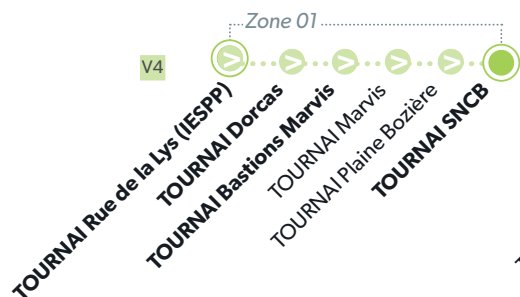 Zone 01
V4
TOURNAI Rue de la Lys (IESPP)
TOURNAI Dorcas
TOURNAI Bastions Marvis
TOURNAI Marvis
TOURNAI Plaine Bozière
TOURNAI SNCB